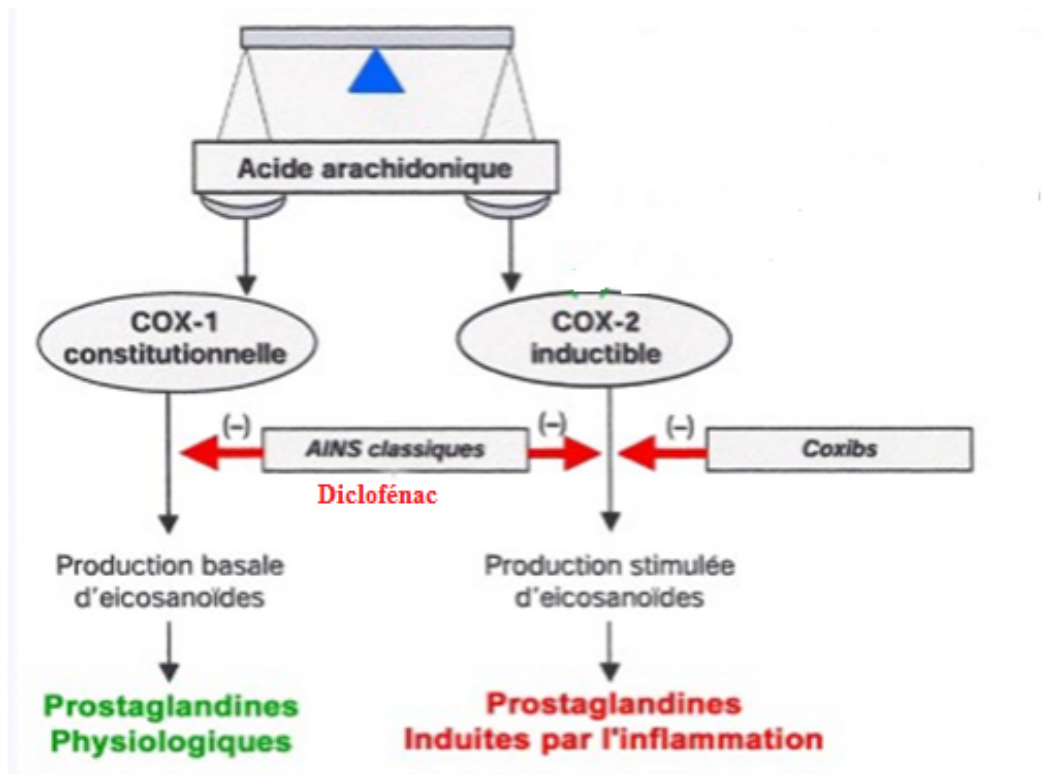 Acide arachidonique
COX-1
constitutionnelle
COX-2
inductible
(–)
(–)
(–)
AINS classiques
Coxibs
Diclofénac
Production basale
d'eicosanoïdes
Production stimulée
d'eicosanoïdes
Prostaglandines
Physiologiques
Prostaglandines
Induites par l'inflammation